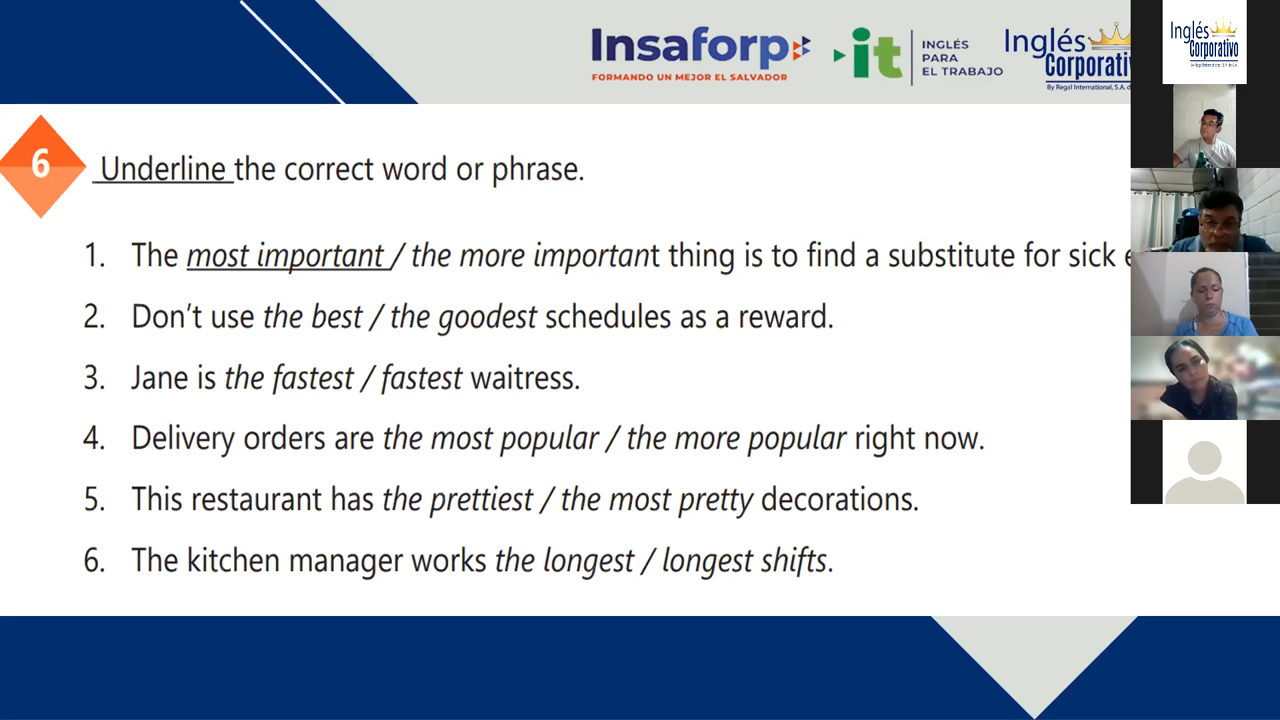 Insaforp
FORMANDO UN MEJOR EL SALVADOR
it
INGLÉS
PARA
EL TRABAJO
Inglés
Corporativ
By Regal International, S.A. d
Inglés
Corporativo
6
Underline the correct word or phrase.
1. The most important / the more important thing is to find a substitute for sick e
2. Don't use the best / the goodest schedules as a reward.
3. Jane is the fastest / fastest waitress.
4. Delivery orders are the most popular / the more popular right now.
5. This restaurant has the prettiest / the most pretty decorations.
6. The kitchen manager works the longest / longest shifts.